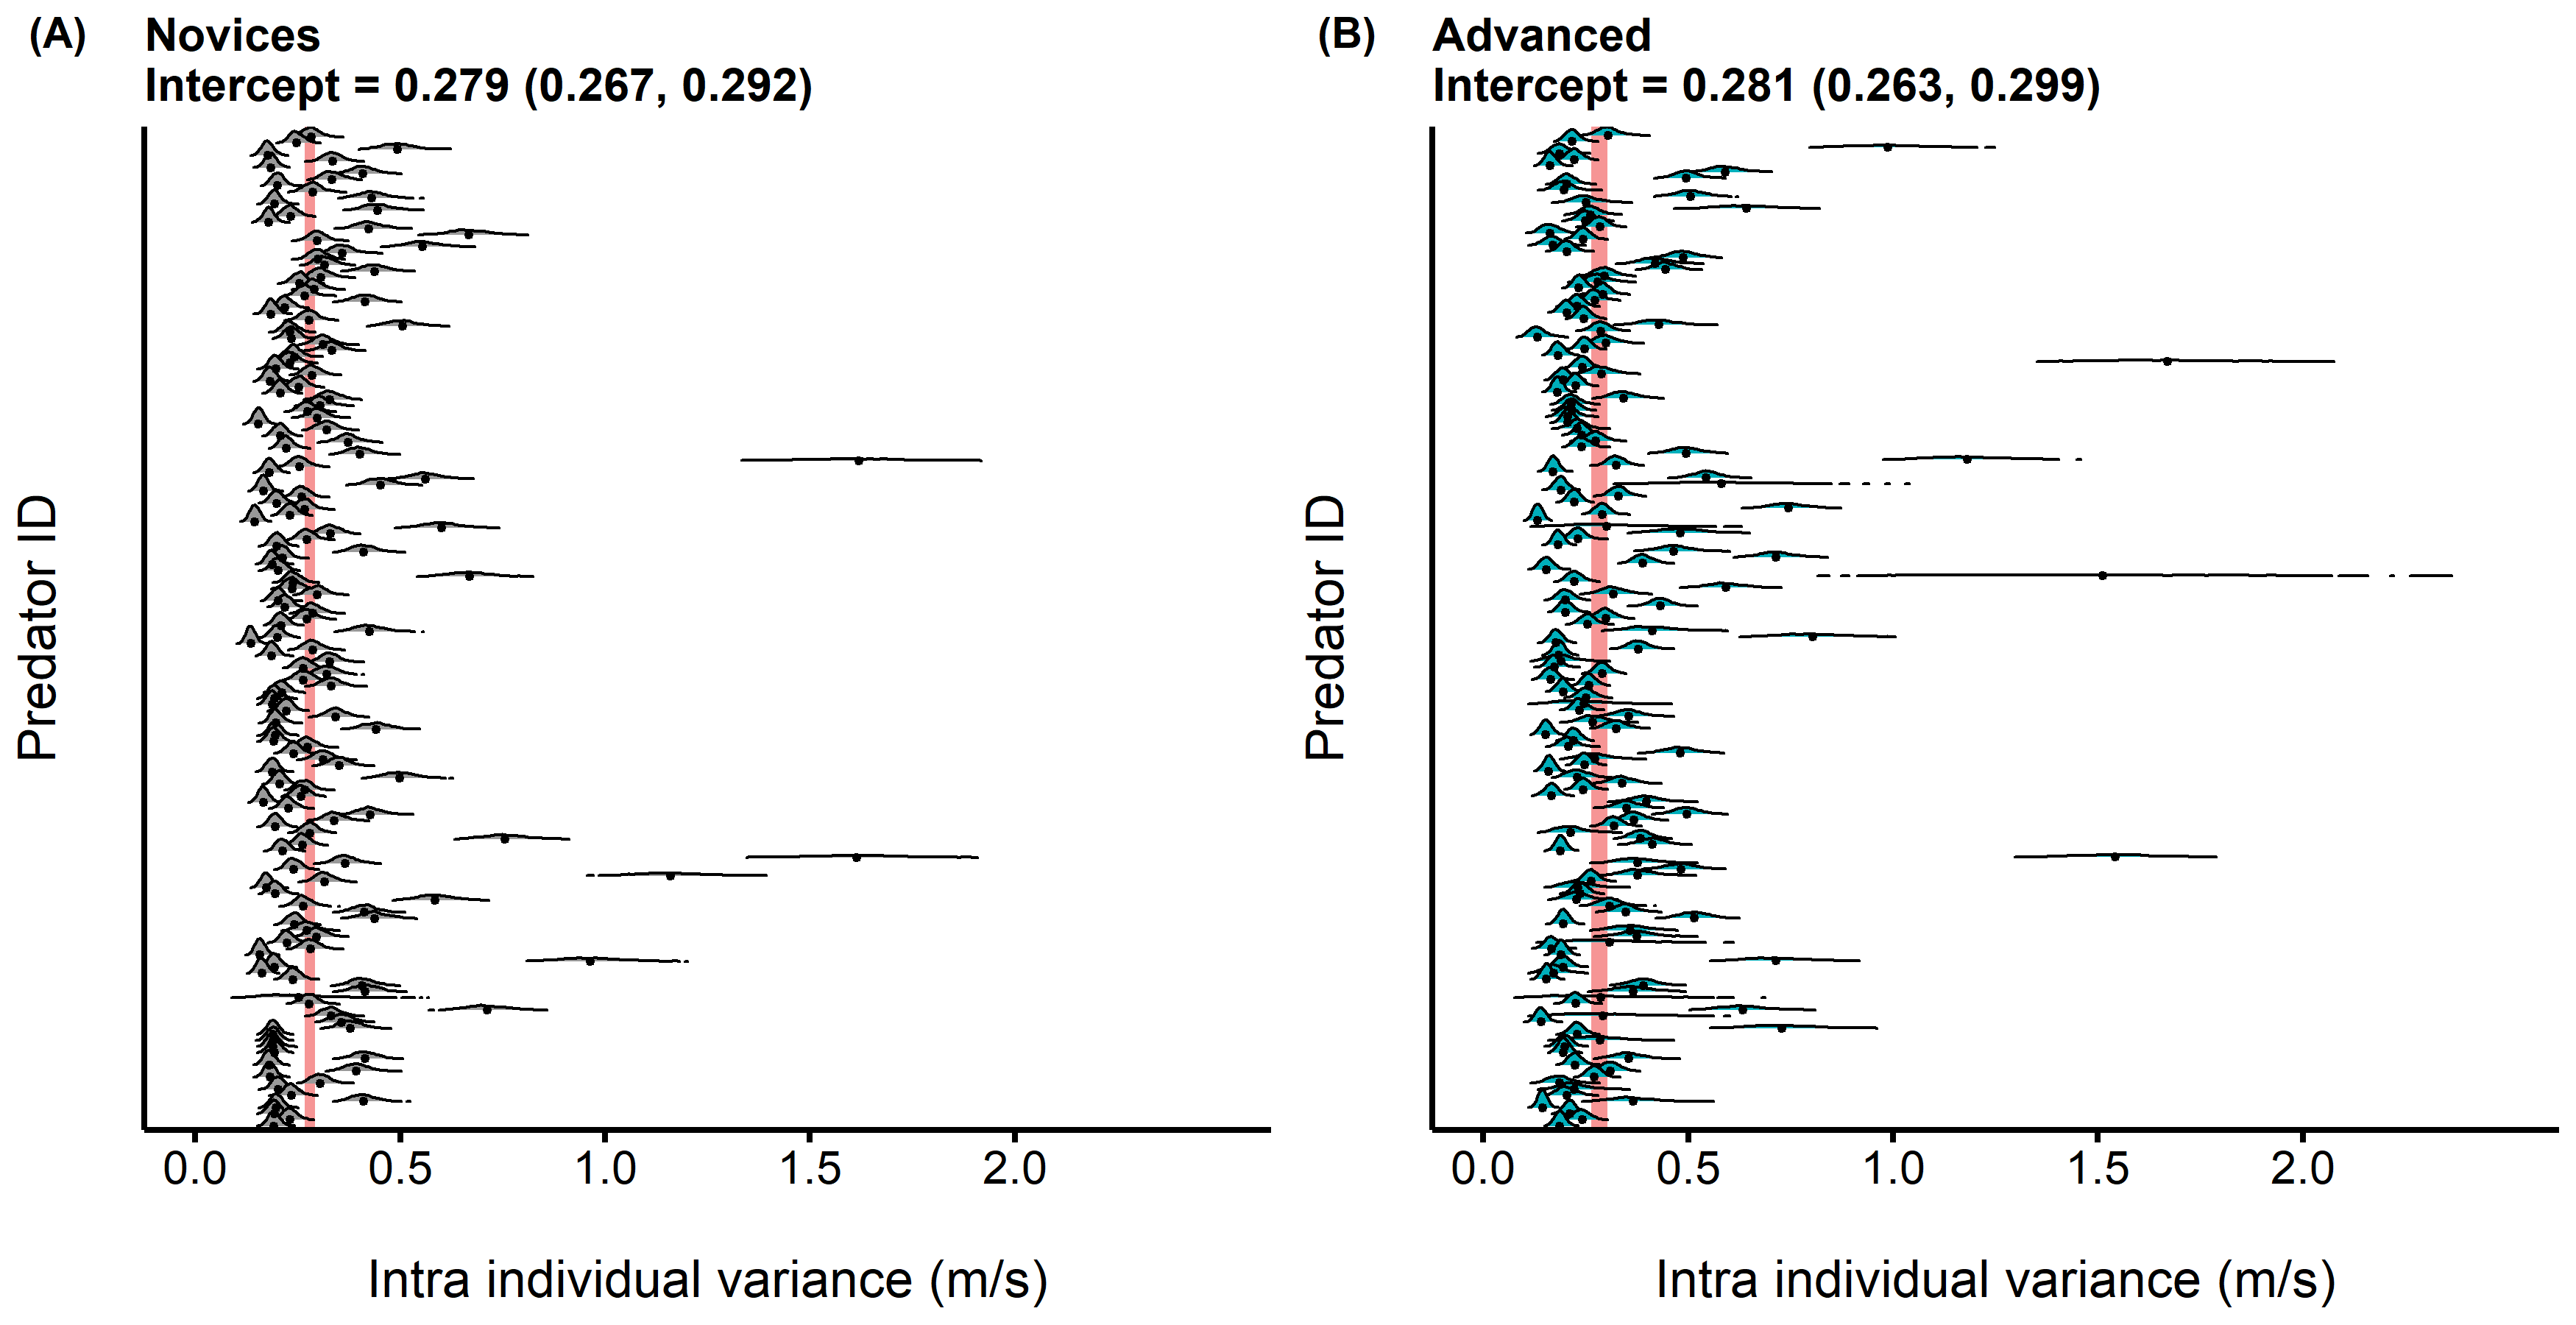 (A) Novices
Intercept = 0.279 (0.267, 0.292)
Predator ID
0.0 0.5 1.0 1.5 2.0
Intra individual variance (m/s)
(B) Advanced
Intercept = 0.281 (0.263, 0.299)
Predator ID
0.0 0.5 1.0 1.5 2.0
Intra individual variance (m/s)